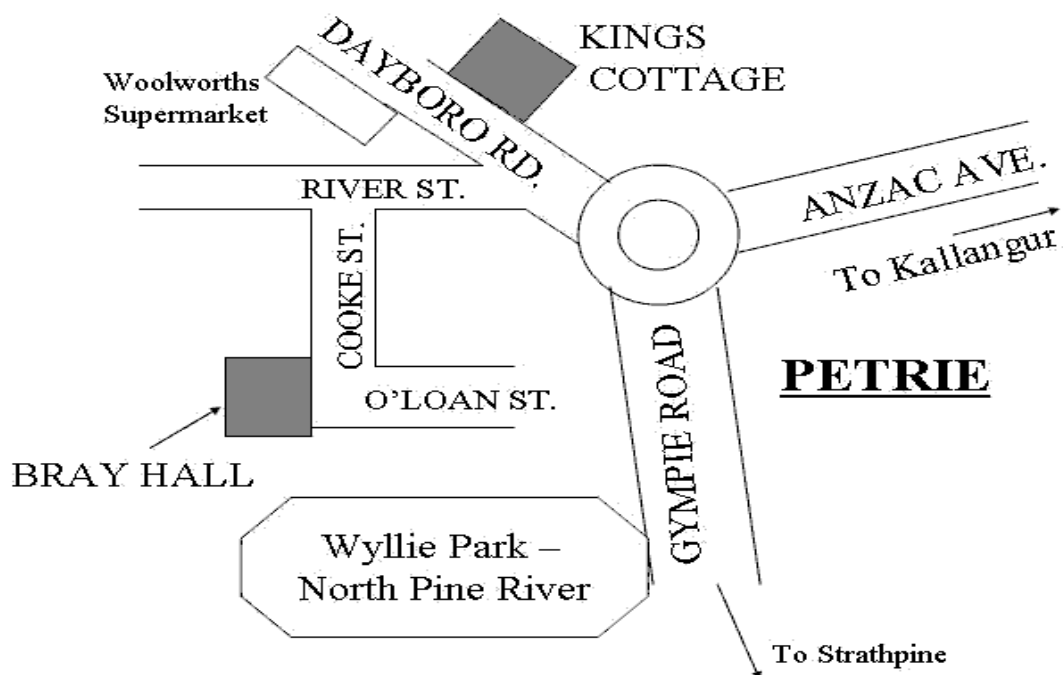 KINGS
COTTAGE
DAYBORO RD.
Woolworths
Supermarket
ANZAC AVE.
RIVER ST.
To Kallangur
COOKE ST.
GYMPIE ROAD
PETRIE
O'LOAN ST.
BRAY HALL
Wyllie Park –
North Pine River
To Strathpine